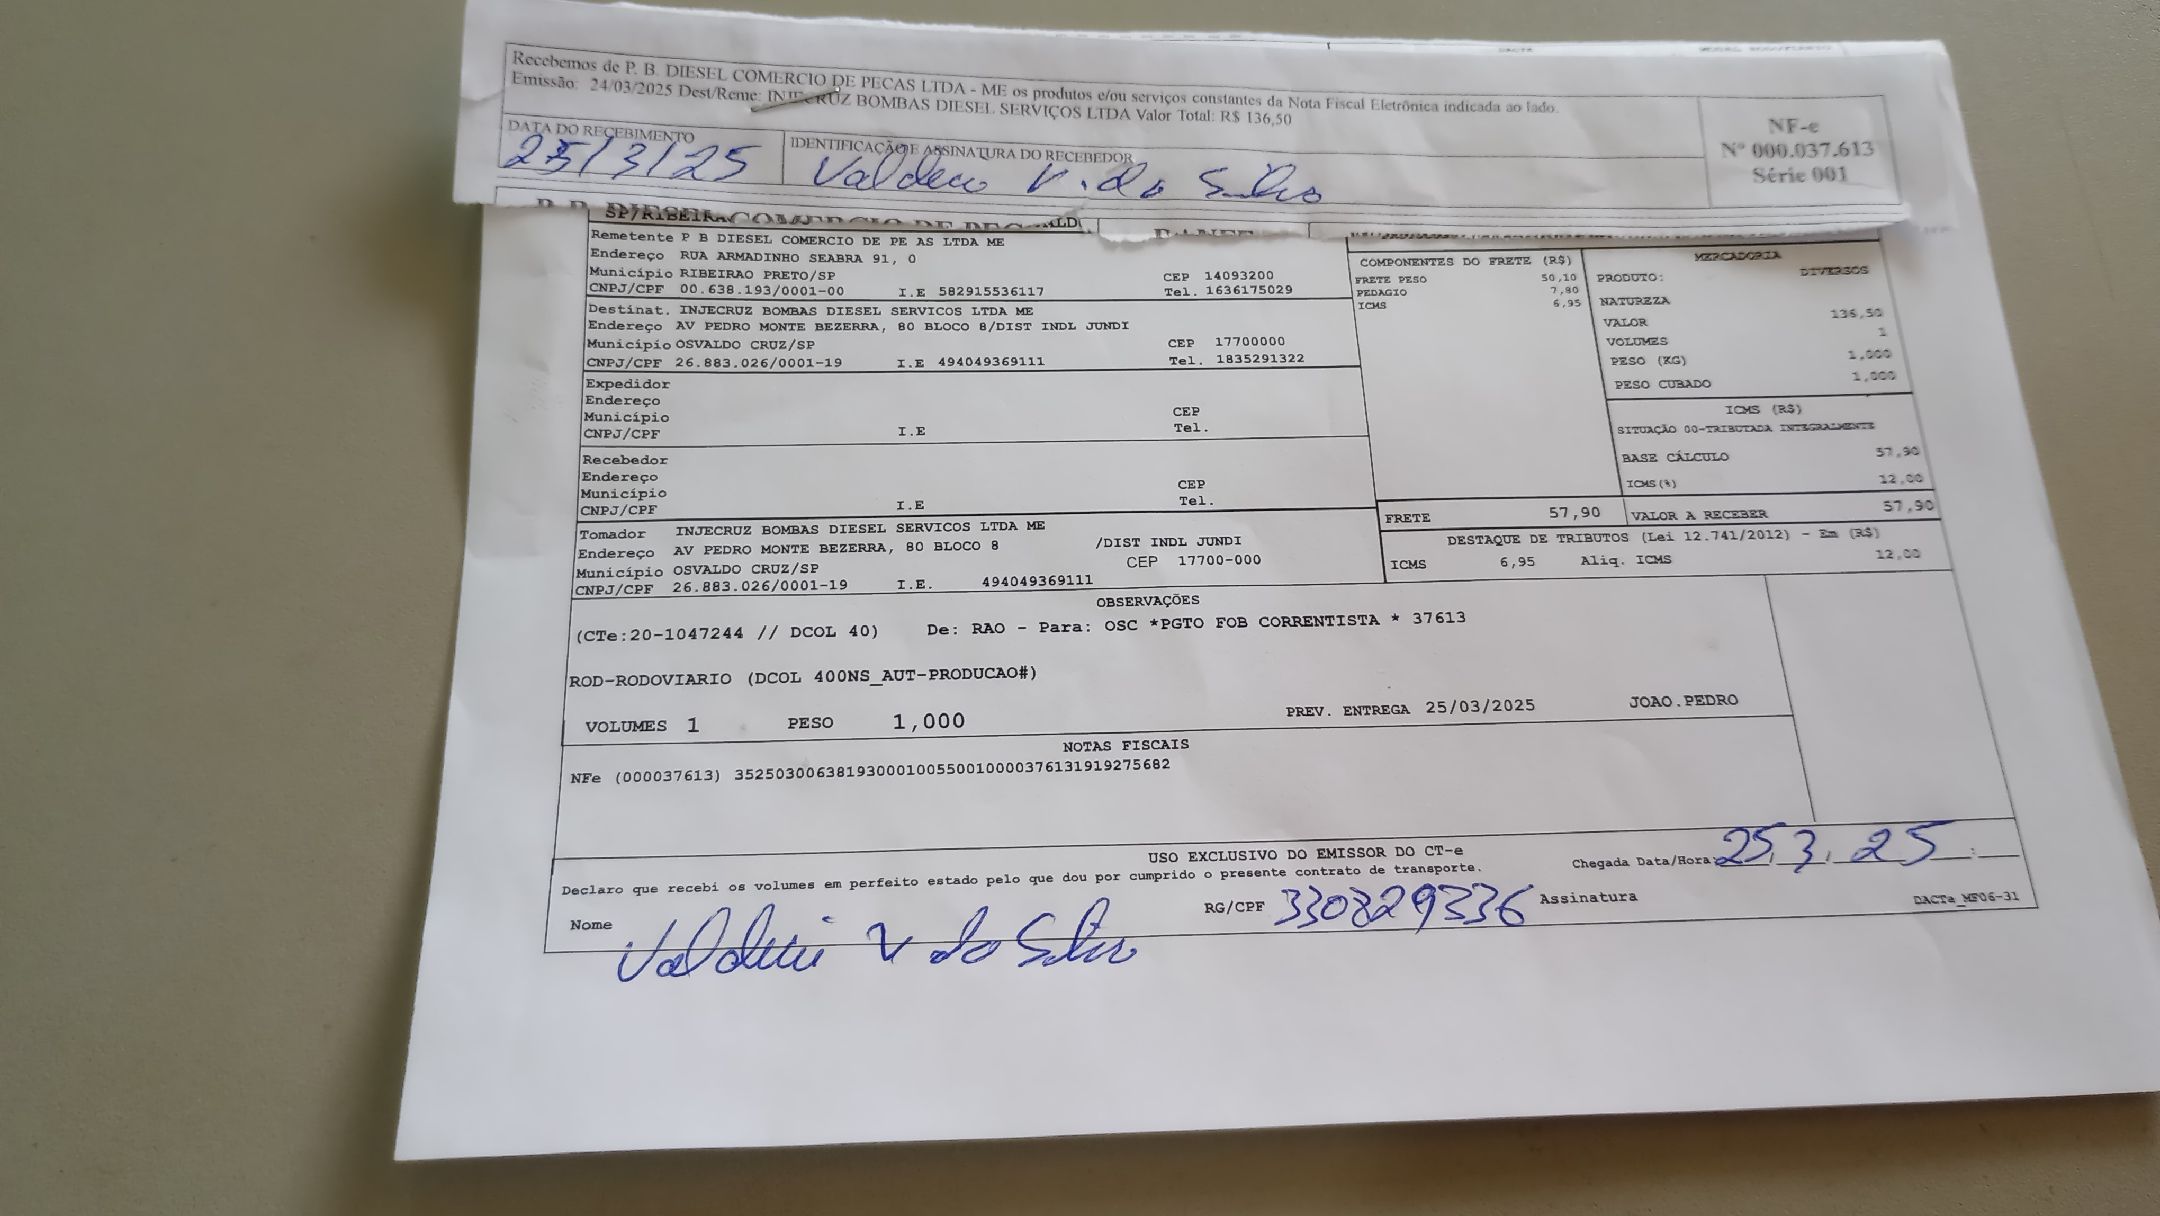 Recebemos de P. B. DIESEL COMERCIO DE PECAS LTDA - ME os produtos e/ou serviços constantes da Nota Fiscal Eletrônica indicada ao lado.
Emissão: 24/03/2025 Dest/Reme: INJECRUZ BOMBAS DIESEL SERVIÇOS LTDA Valor Total: R$ 136,50
DATA DO RECEBIMENTO
25/3/25
IDENTIFICAÇÃO E ASSINATURA DO RECEBEDOR
V. da Silva
NF-e
Nº 000.037.613
Série 001
SP/RIBEIRA
Remetente P B DIESEL COMERCIO DE PE AS LTDA ME
Endereço RUA ARMADINHO SEABRA 91, 0
Município RIBEIRAO PRETO/SP CEP 14093200
CNPJ/CPF 00.638.193/0001-00 I.E 582915536117 Tel. 1636175029
Destinat. INJECRUZ BOMBAS DIESEL SERVICOS LTDA ME
Endereço AV PEDRO MONTE BEZERRA, 80 BLOCO 8/DIST INDL JUNDI
Município OSVALDO CRUZ/SP CEP 17700000
CNPJ/CPF 26.883.026/0001-19 I.E 494049369111 Tel. 1835291322
Expedidor
Endereço
Município CEP
CNPJ/CPF I.E Tel.
Recebedor
Endereço
Município CEP
CNPJ/CPF I.E Tel.
Tomador INJECRUZ BOMBAS DIESEL SERVICOS LTDA ME
Endereço AV PEDRO MONTE BEZERRA, 80 BLOCO 8 /DIST INDL JUNDI
Município OSVALDO CRUZ/SP CEP 17700-000
CNPJ/CPF 26.883.026/0001-19 I.E. 494049369111
COMPONENTES DO FRETE (R$)
FRETE PESO 50,10
PEDAGIO 7,80
ICMS 6,95
MERCADORIA
PRODUTO: DIVERSOS
NATUREZA
VALOR 136,50
VOLUMES 1
PESO (KG) 1,000
PESO CUBADO 1,000
ICMS (R$)
SITUAÇÃO 00-TRIBUTADA INTEGRALMENTE
BASE CÁLCULO 57,90
ICMS(%) 12,00
FRETE 57,90 VALOR A RECEBER 57,90
DESTAQUE DE TRIBUTOS (Lei 12.741/2012) - Em (R$)
ICMS 6,95 Aliq. ICMS 12,00
OBSERVAÇÕES
(CTe:20-1047244 // DCOL 40) De: RAO - Para: OSC *PGTO FOB CORRENTISTA * 37613
ROD-RODOVIARIO (DCOL 400NS_AUT-PRODUCAO#)
VOLUMES 1 PESO 1,000 PREV. ENTREGA 25/03/2025 JOAO.PEDRO
NOTAS FISCAIS
NFe (000037613) 35250300638193000100550010000376131919275682
USO EXCLUSIVO DO EMISSOR DO CT-e
Chegada Data/Hora: 25.3.25
Declaro que recebi os volumes em perfeito estado pelo que dou por cumprido o presente contrato de transporte.
Nome Valdeci V da Silva RG/CPF 330829336 Assinatura
DACTe_MF06-31